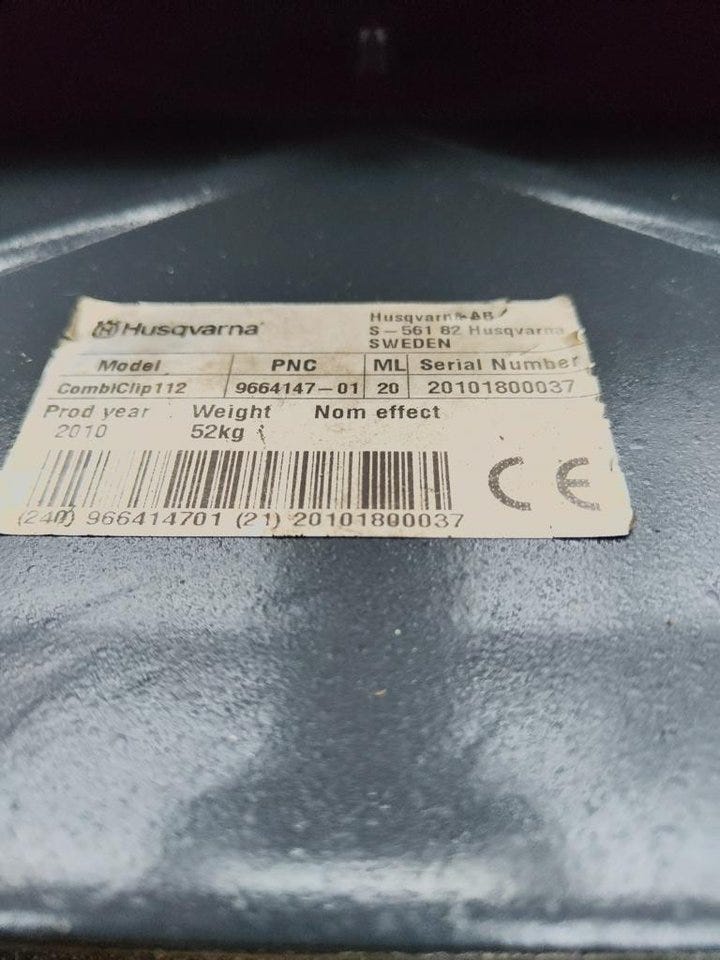 Husqvarna
Husqvarna AB
S-561 82 Husqvarna
SWEDEN
Model PNC ML Serial Number
CombiClip112 9664147-01 20 20101800037
Prod year Weight Nom effect
2010 52kg
CE
(240) 966414701 (21) 20101800037